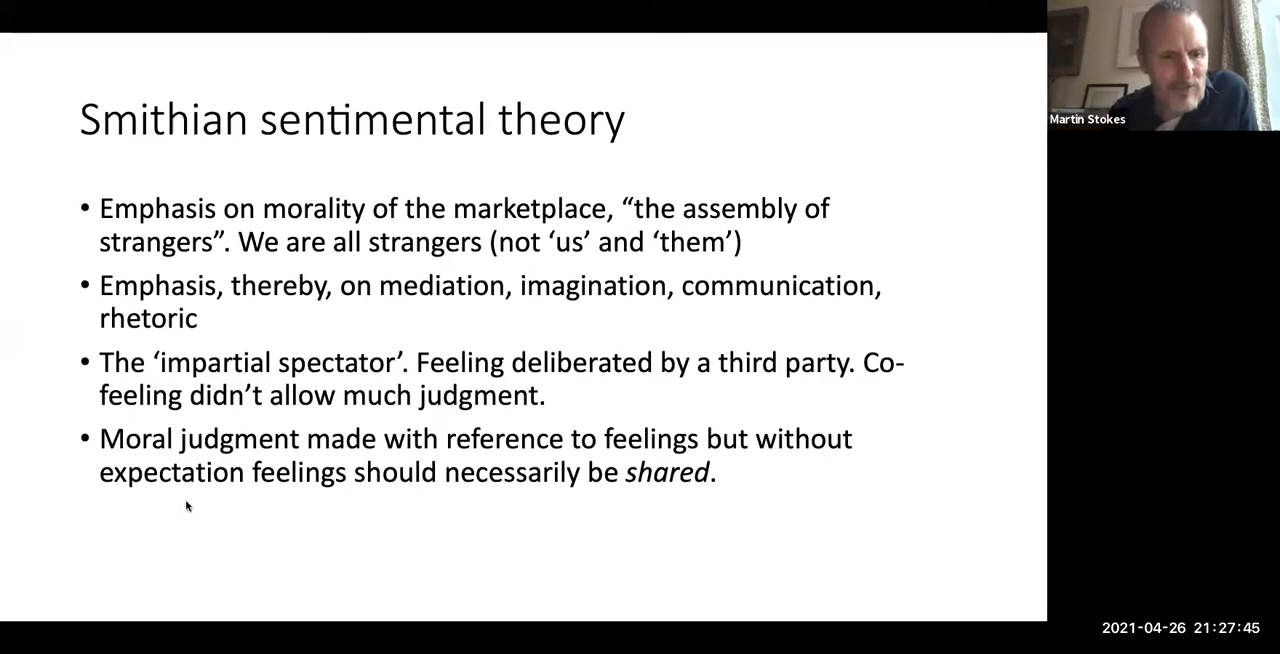 Smithian sentimental theory
• Emphasis on morality of the marketplace, “the assembly of
strangers”. We are all strangers (not ‘us’ and ‘them’)
• Emphasis, thereby, on mediation, imagination, communication,
rhetoric
• The ‘impartial spectator’. Feeling deliberated by a third party. Co-
feeling didn’t allow much judgment.
• Moral judgment made with reference to feelings but without
expectation feelings should necessarily be shared.
Martin Stokes
2021-04-26 21:27:45